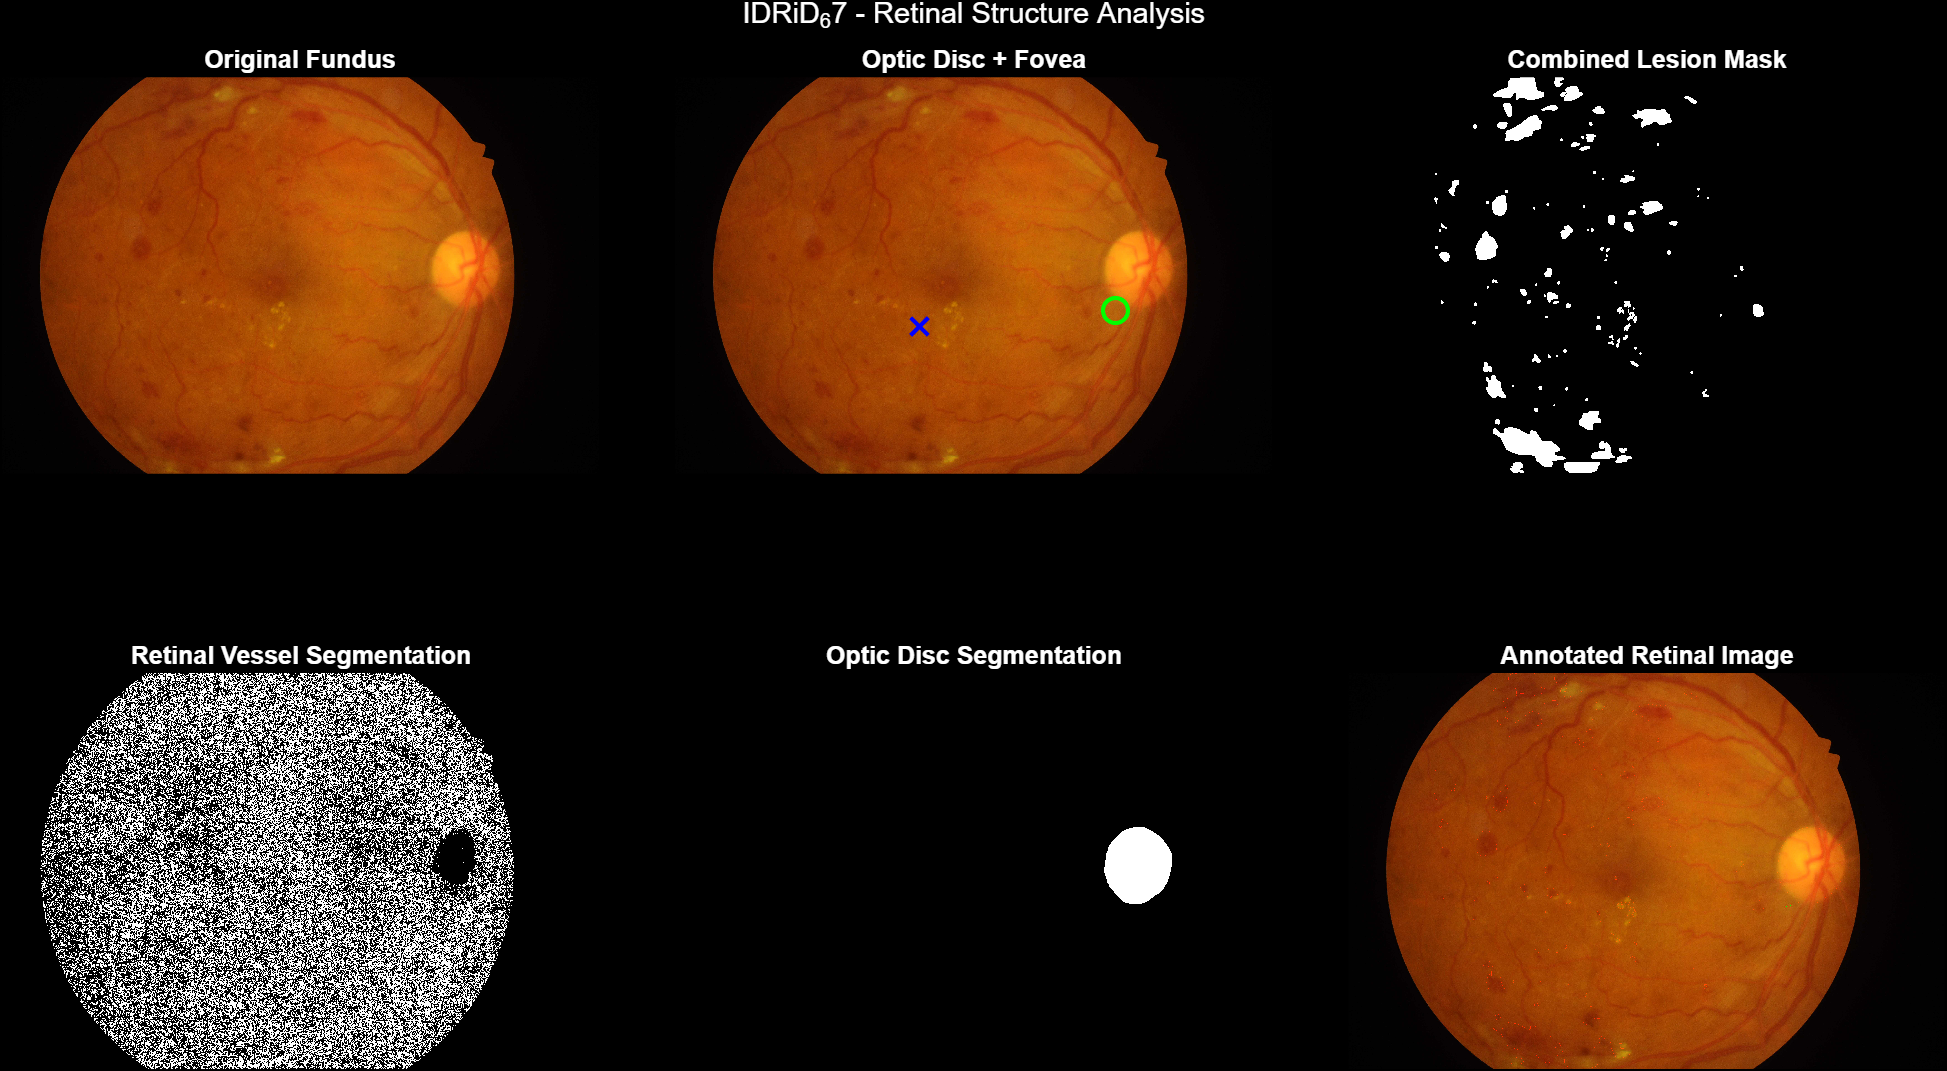 IDRiD₆7 - Retinal Structure Analysis
Original Fundus
Optic Disc + Fovea
Combined Lesion Mask
Retinal Vessel Segmentation
Optic Disc Segmentation
Annotated Retinal Image